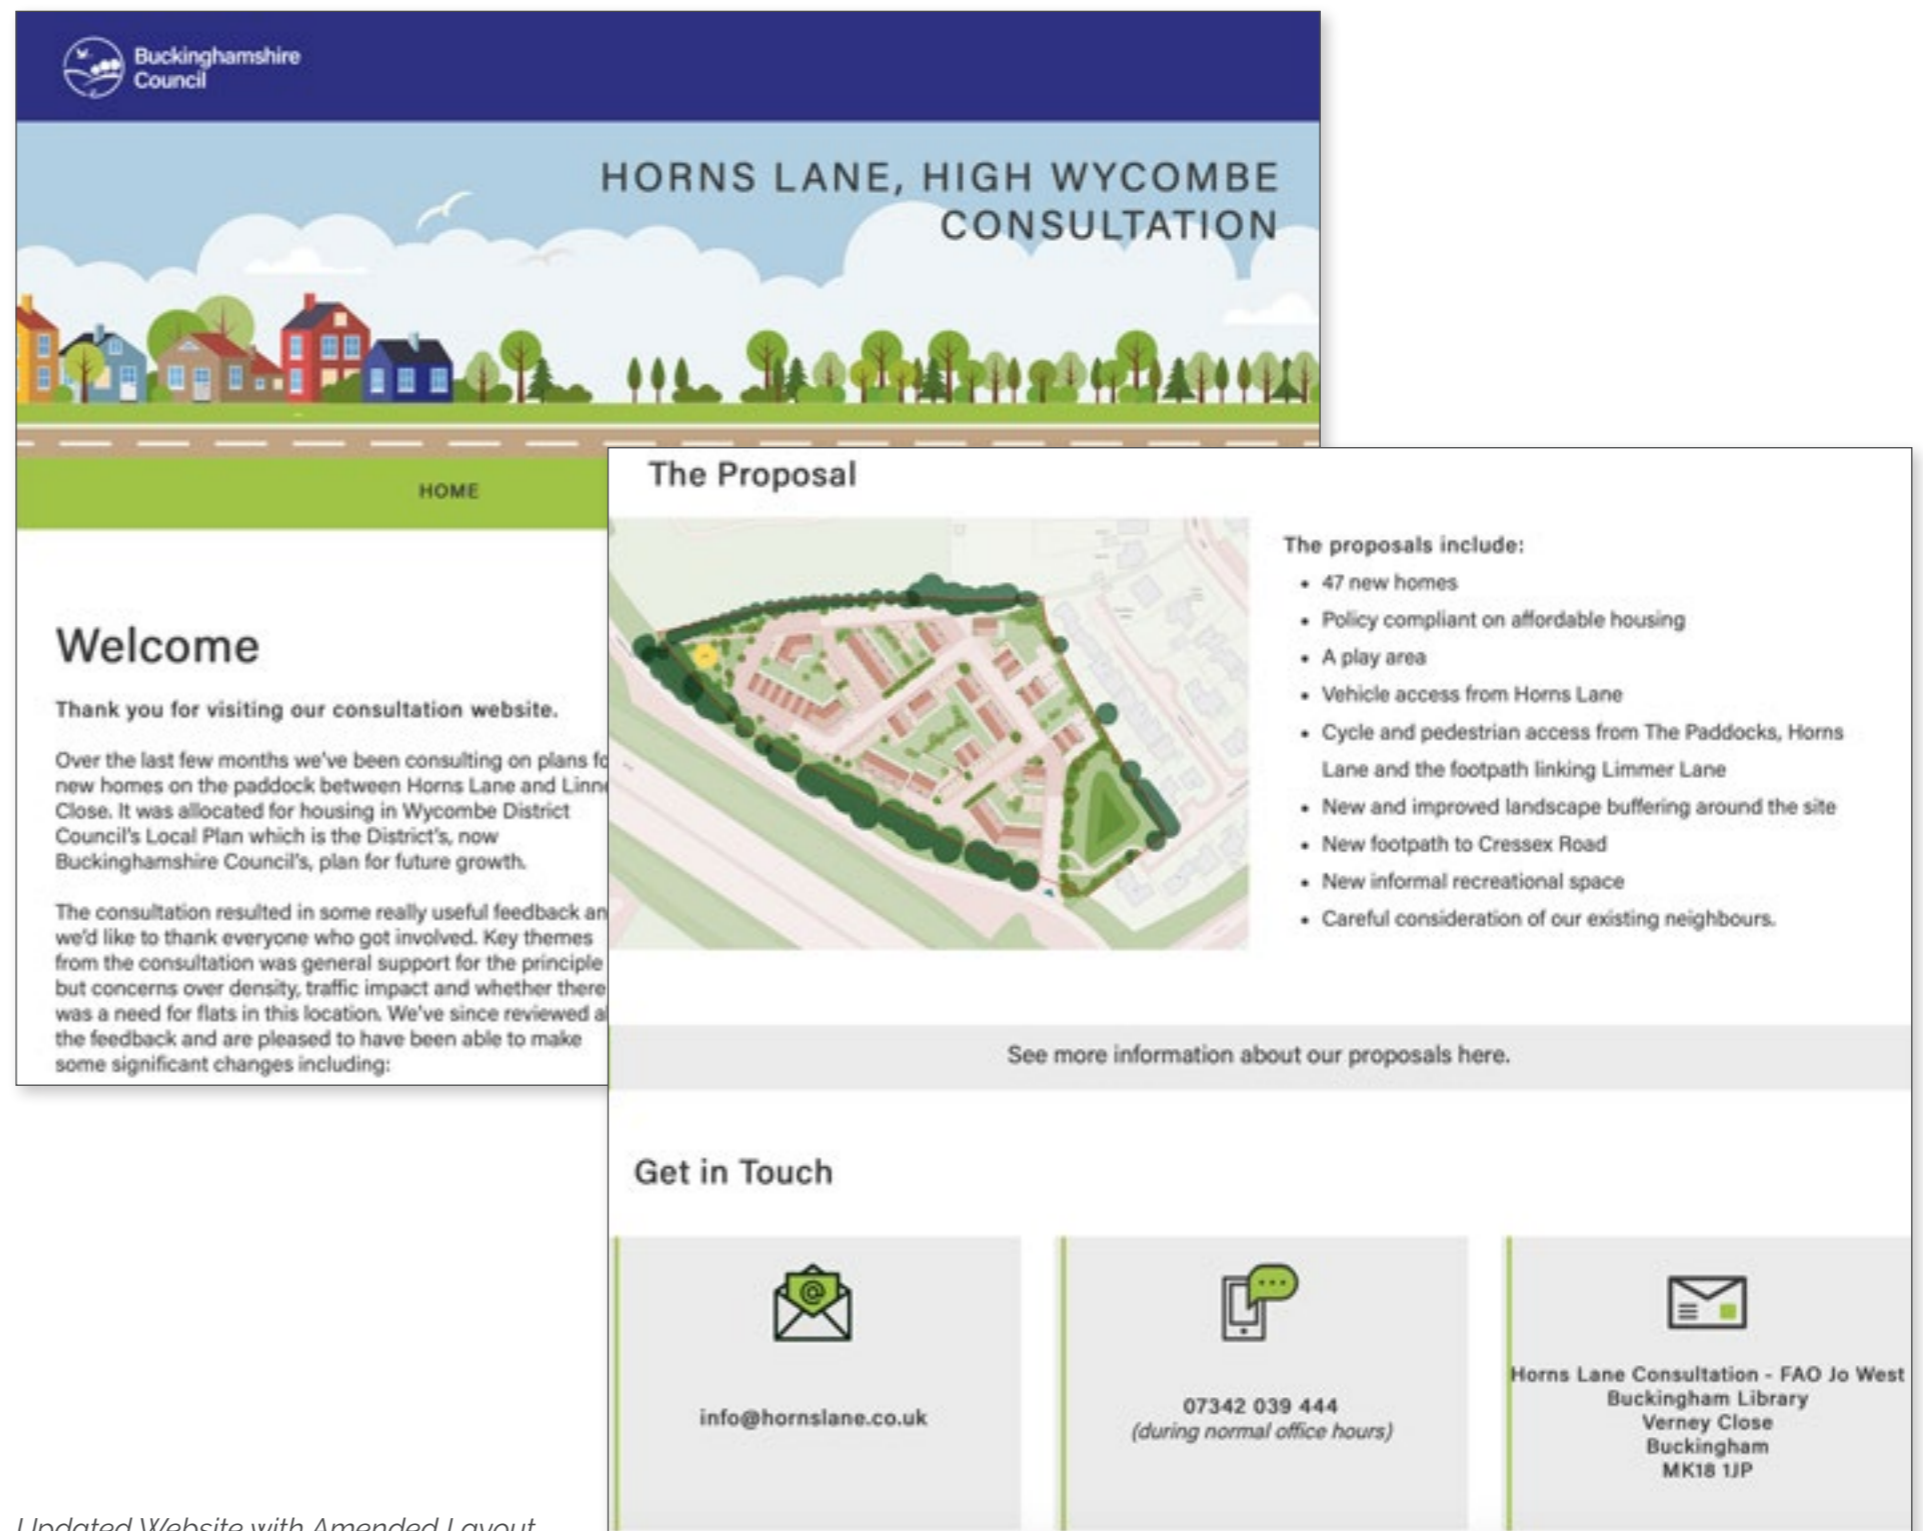 Buckinghamshire
Council
HORNS LANE, HIGH WYCOMBE
CONSULTATION
HOME
Welcome
Thank you for visiting our consultation website.
Over the last few months we've been consulting on plans fo
new homes on the paddock between Horns Lane and Linne
Close. It was allocated for housing in Wycombe District
Council's Local Plan which is the District's, now
Buckinghamshire Council's, plan for future growth.
The consultation resulted in some really useful feedback an
we'd like to thank everyone who got involved. Key themes
from the consultation was general support for the principle
but concerns over density, traffic impact and whether there
was a need for flats in this location. We've since reviewed a
the feedback and are pleased to have been able to make
some significant changes including:
The Proposal
The proposals include:
• 47 new homes
• Policy compliant on affordable housing
• A play area
• Vehicle access from Horns Lane
• Cycle and pedestrian access from The Paddocks, Horns
Lane and the footpath linking Limmer Lane
• New and improved landscape buffering around the site
• New footpath to Cressex Road
• New informal recreational space
• Careful consideration of our existing neighbours.
See more information about our proposals here.
Get in Touch
info@hornslane.co.uk
07342 039 444
(during normal office hours)
Horns Lane Consultation - FAO Jo West
Buckingham Library
Verney Close
Buckingham
MK18 1JP
Updated Website with Amended Layout